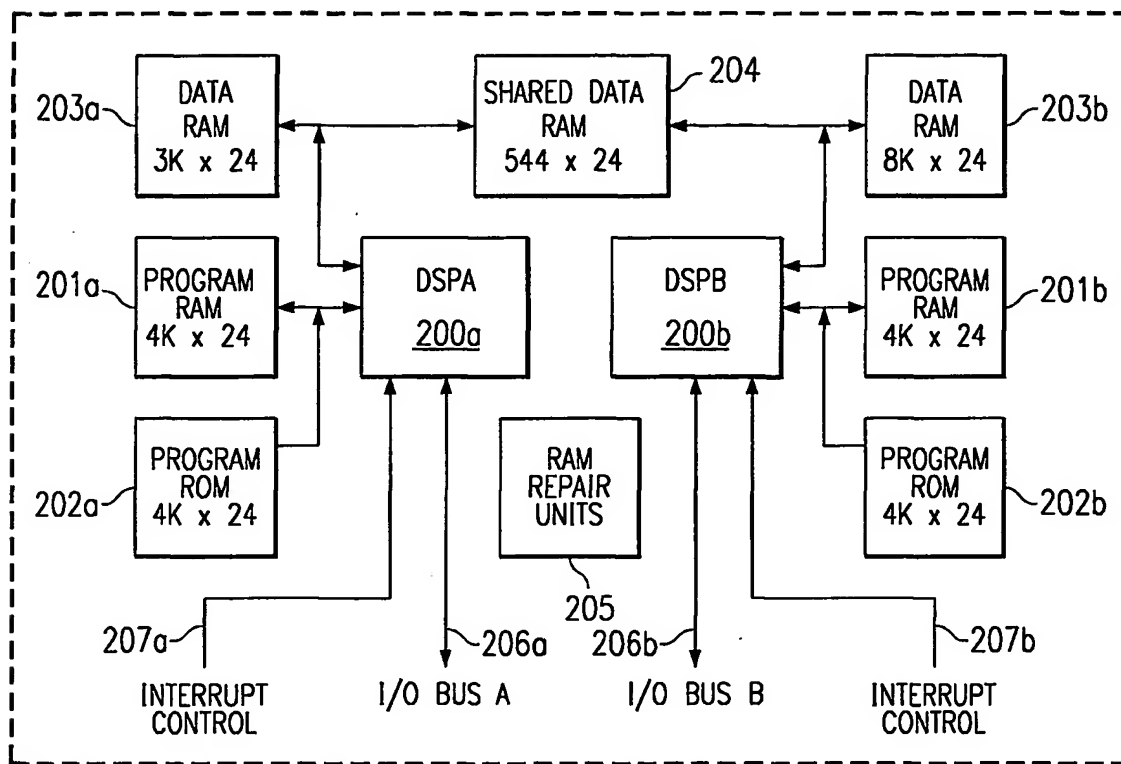 204
203a
DATA
RAM
3K x 24
SHARED DATA
RAM
544 x 24
DATA
RAM
8K x 24
203b
201a
PROGRAM
RAM
4K x 24
DSPA
200a
DSPB
200b
PROGRAM
RAM
4K x 24
201b
202a
PROGRAM
ROM
4K x 24
RAM
REPAIR
UNITS
PROGRAM
ROM
4K x 24
202b
205
207a
206a
206b
207b
INTERRUPT
CONTROL
I/O BUS A
I/O BUS B
INTERRUPT
CONTROL